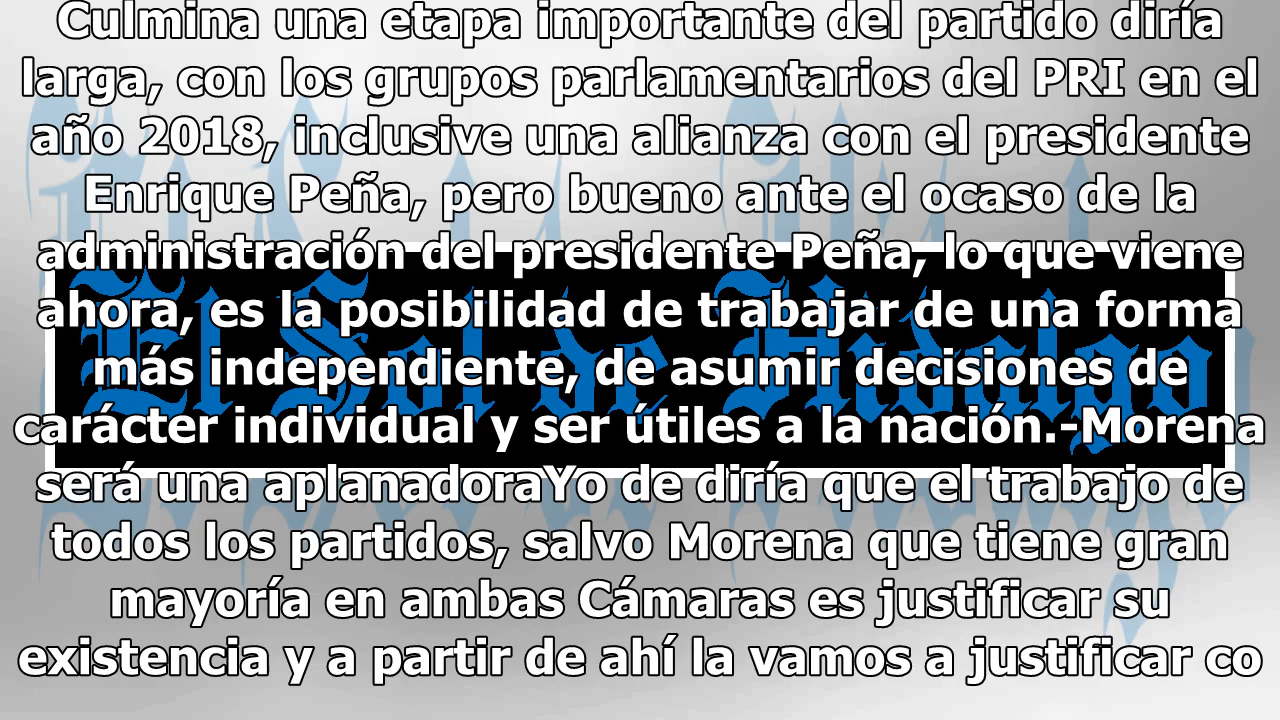 Culmina una etapa importante del partido diría
larga, con los grupos parlamentarios del PRI en el
año 2018, inclusive una alianza con el presidente
Enrique Peña, pero bueno ante el ocaso de la
administración del presidente Peña, lo que viene
ahora, es la posibilidad de trabajar de una forma
más independiente, de asumir decisiones de
carácter individual y ser útiles a la nación.-Morena
será una aplanadoraYo de diría que el trabajo de
todos los partidos, salvo Morena que tiene gran
mayoría en ambas Cámaras es justificar su
existencia y a partir de ahí la vamos a justificar co
El Sol de Hidalgo